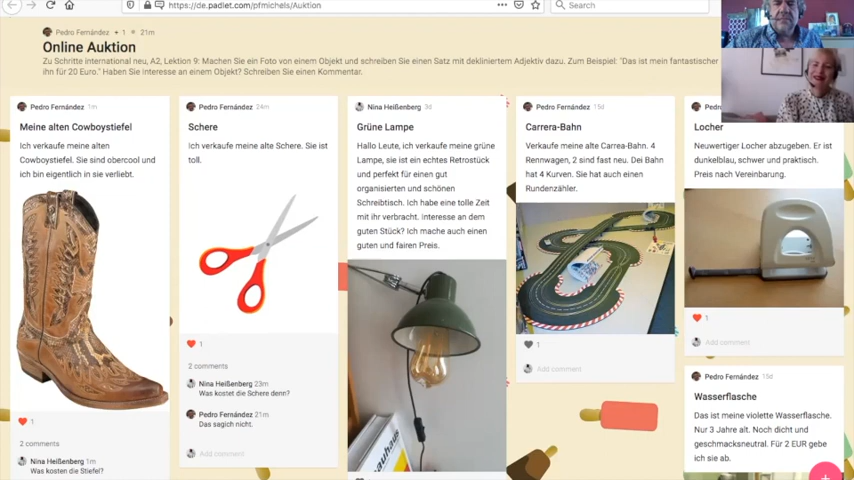 https://de.padlet.com/pfmichels/Auktion
Search
Pedro Fernández + 1 21m
Online Auktion
Zu Schritte international neu, A2, Lektion 9: Machen Sie ein Foto von einem Objekt und schreiben Sie einen Satz mit dekliniertem Adjektiv dazu. Zum Beispiel: "Das ist mein fantastischer
ihn für 20 Euro." Haben Sie Interesse an einem Objekt? Schreiben Sie einen Kommentar.
Pedro Fernández 1m
Meine alten Cowboystiefel
Ich verkaufe meine alten
Cowboystiefel. Sie sind obercool und
ich bin eigentlich in sie verliebt.
1
2 comments
Nina Heißenberg 1m
Was kosten die Stiefel?
Pedro Fernández 24m
Schere
Ich verkaufe meine alte Schere. Sie ist
toll.
1
2 comments
Nina Heißenberg 23m
Was kostet die Schere denn?
Pedro Fernández 21m
Das sagich nicht.
Add comment
Nina Heißenberg 3d
Grüne Lampe
Hallo Leute, ich verkaufe meine grüne
Lampe, sie ist ein echtes Retrostück
und perfekt für einen gut
organisierten und schönen
Schreibtisch. Ich habe eine tolle Zeit
mit ihr verbracht. Interesse an dem
guten Stück? Ich mache auch einen
guten und fairen Preis.
bauhaus
Pedro Fernández 15d
Carrera-Bahn
Verkaufe meine alte Carrea-Bahn. 4
Rennwagen, 2 sind fast neu. Dei Bahn
hat 4 Kurven. Sie hat auch einen
Rundenzähler.
1
Add comment
Pedr
Locher
Neuwertiger Locher abzugeben. Er ist
dunkelblau, schwer und praktisch.
Preis nach Vereinbarung.
1
Add comment
Pedro Fernández 15d
Wasserflasche
Das ist meine violette Wasserflasche.
Nur 3 Jahre alt. Noch dicht und
geschmacksneutral. Für 2 EUR gebe
ich sie ab.